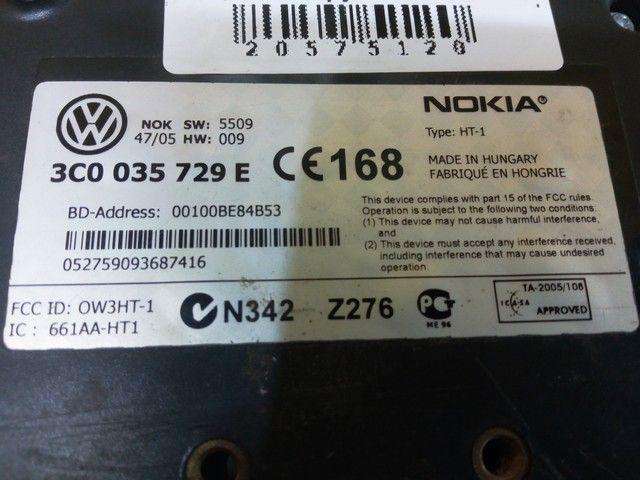 20575128
NOK SW: 5509
47/05 HW: 009
3C0 035 729 E
CE168
NOKIA®
Type: HT-1
MADE IN HUNGARY
FABRIQUÉ EN HONGRIE
BD-Address: 00100BE84B53
052759093687416
This device complies with part 15 of the FCC rules.
Operation is subject to the following two conditions:
(1) This device may not cause harmful interference,
and
(2) This device must accept any interference received,
including interference that may cause undesired
operation.
FCC ID: OW3HT-1
IC : 661AA-HT1
N342
Z276
PCT
ME 96
ICASA
TA-2005/108
APPROVED